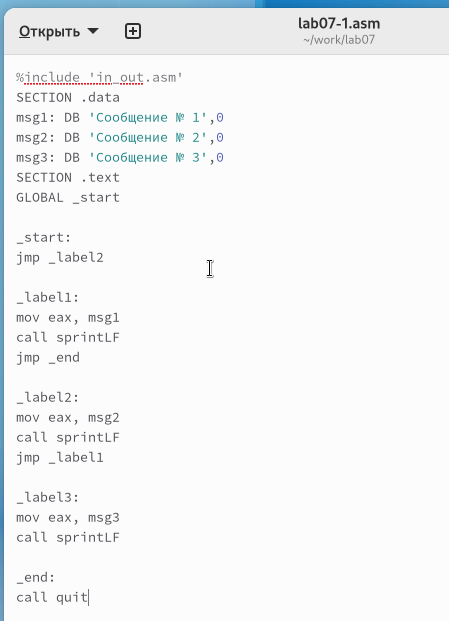 Открыть
lab07-1.asm
~/work/lab07
%include 'in_out.asm'
SECTION .data
msg1: DB 'Сообщение № 1',0
msg2: DB 'Сообщение № 2',0
msg3: DB 'Сообщение № 3',0
SECTION .text
GLOBAL _start
_start:
jmp _label2
_label1:
mov eax, msg1
call sprintLF
jmp _end
_label2:
mov eax, msg2
call sprintLF
jmp _label1
_label3:
mov eax, msg3
call sprintLF
_end:
call quit